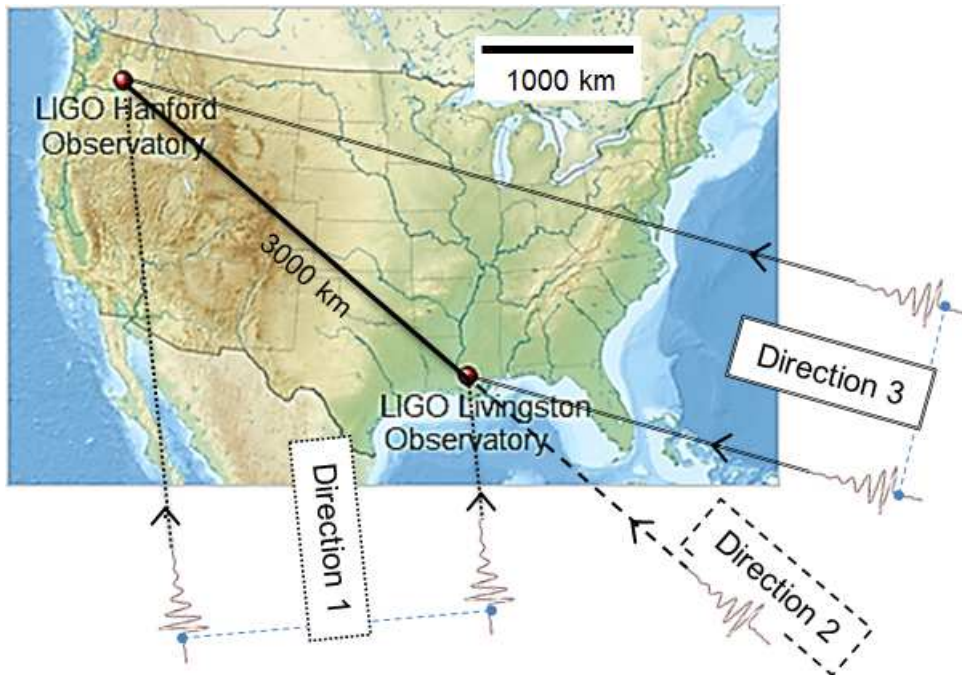 1000 km
LIGO Hanford
Observatory
3000 km
LIGO Livingston
Observatory
Direction 1
Direction 2
Direction 3